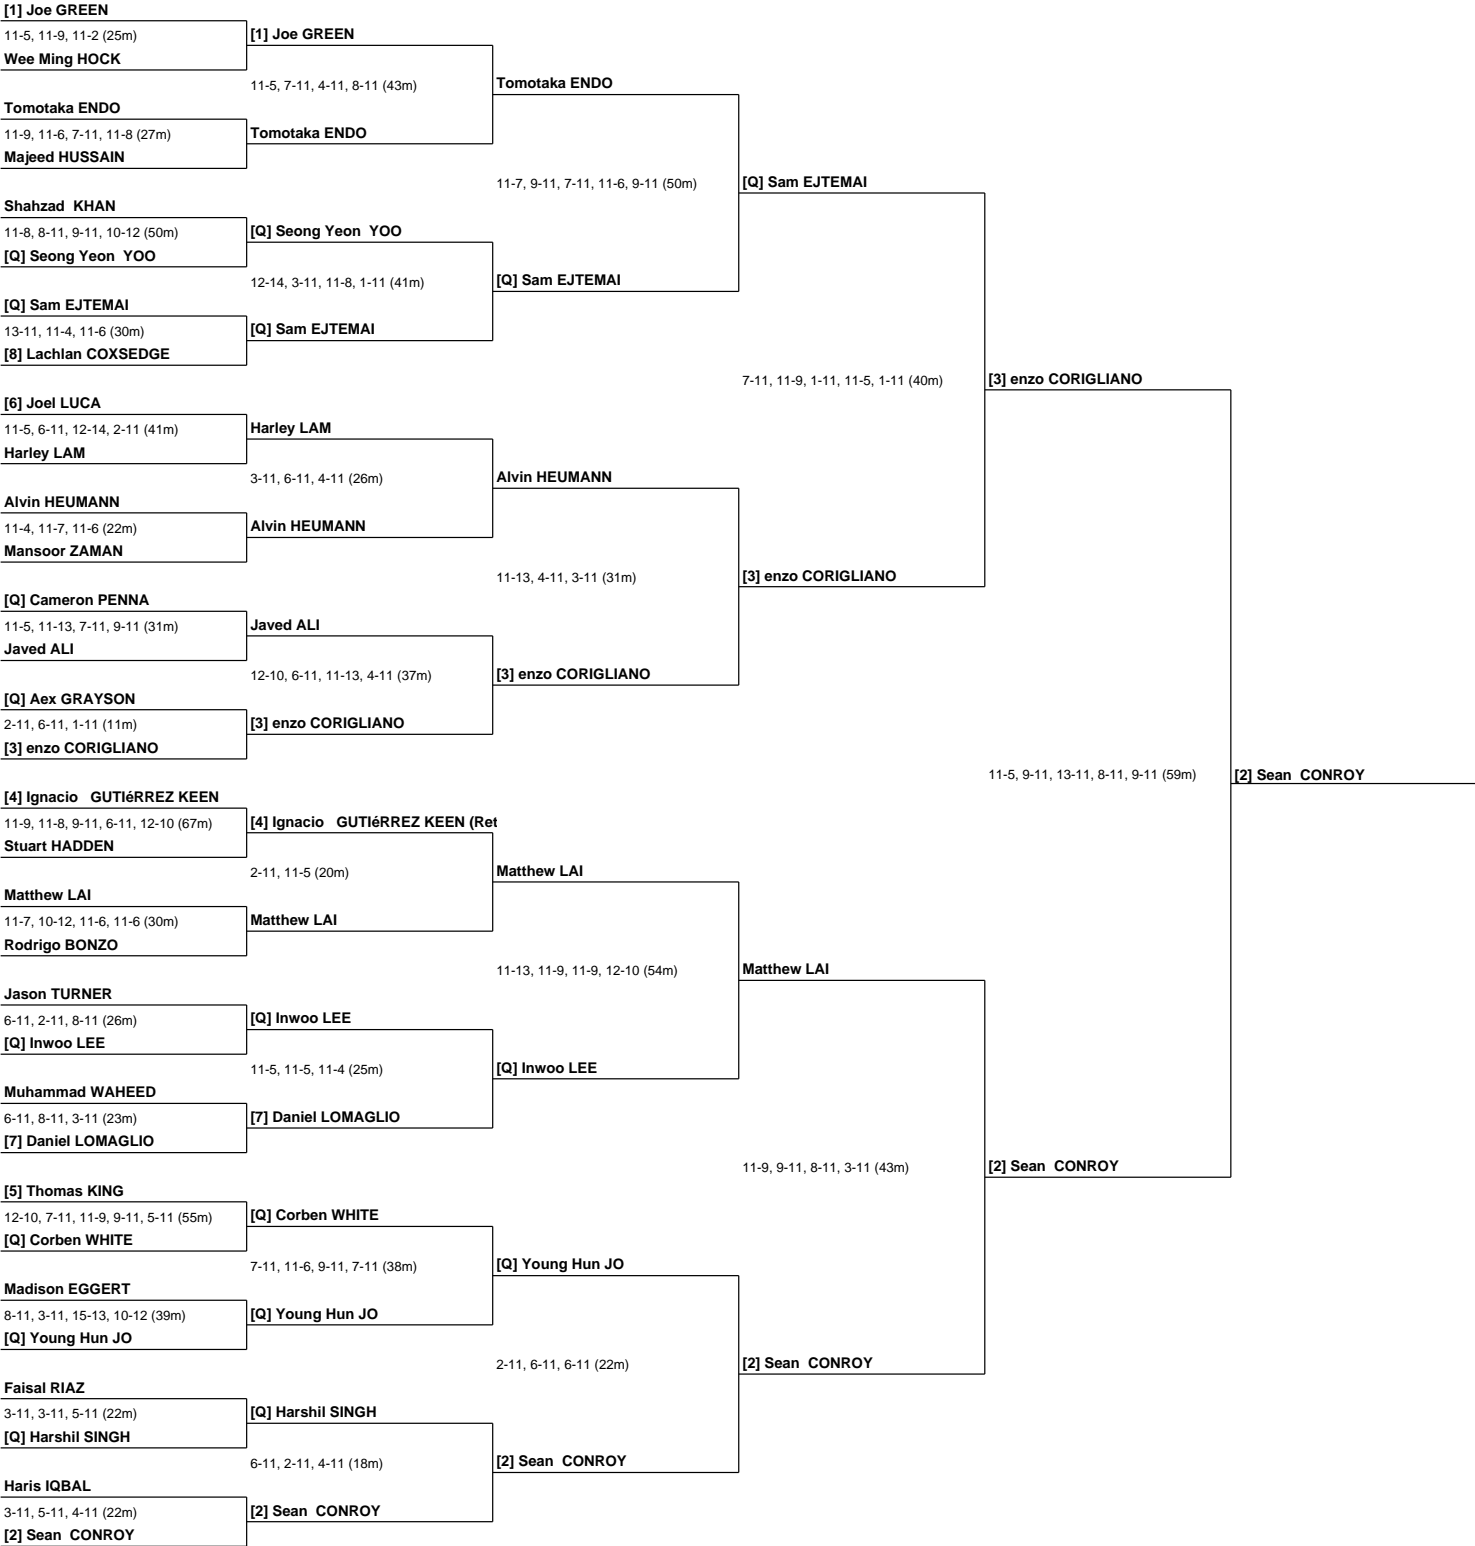 [1] Joe GREEN
11-5, 11-9, 11-2 (25m)
Wee Ming HOCK
Tomotaka ENDO
11-9, 11-6, 7-11, 11-8 (27m)
Majeed HUSSAIN
Shahzad KHAN
11-8, 8-11, 9-11, 10-12 (50m)
[Q] Seong Yeon YOO
[Q] Sam EJTEMAI
13-11, 11-4, 11-6 (30m)
[8] Lachlan COXSEDGE
[6] Joel LUCA
11-5, 6-11, 12-14, 2-11 (41m)
Harley LAM
Alvin HEUMANN
11-4, 11-7, 11-6 (22m)
Mansoor ZAMAN
[Q] Cameron PENNA
11-5, 11-13, 7-11, 9-11 (31m)
Javed ALI
[Q] Aex GRAYSON
2-11, 6-11, 1-11 (11m)
[3] enzo CORIGLIANO
[4] Ignacio GUTIéRREZ KEEN
11-9, 11-8, 9-11, 6-11, 12-10 (67m)
Stuart HADDEN
Matthew LAI
11-7, 10-12, 11-6, 11-6 (30m)
Rodrigo BONZO
Jason TURNER
6-11, 2-11, 8-11 (26m)
[Q] Inwoo LEE
Muhammad WAHEED
6-11, 8-11, 3-11 (23m)
[7] Daniel LOMAGLIO
[5] Thomas KING
12-10, 7-11, 11-9, 9-11, 5-11 (55m)
[Q] Corben WHITE
Madison EGGERT
8-11, 3-11, 15-13, 10-12 (39m)
[Q] Young Hun JO
Faisal RIAZ
3-11, 3-11, 5-11 (22m)
[Q] Harshil SINGH
Haris IQBAL
3-11, 5-11, 4-11 (22m)
[2] Sean CONROY
[1] Joe GREEN
11-5, 7-11, 4-11, 8-11 (43m)
Tomotaka ENDO
[Q] Seong Yeon YOO
12-14, 3-11, 11-8, 1-11 (41m)
[Q] Sam EJTEMAI
Harley LAM
3-11, 6-11, 4-11 (26m)
Alvin HEUMANN
Javed ALI
12-10, 6-11, 11-13, 4-11 (37m)
[3] enzo CORIGLIANO
[4] Ignacio GUTIéRREZ KEEN (Ret
2-11, 11-5 (20m)
Matthew LAI
[Q] Inwoo LEE
11-5, 11-5, 11-4 (25m)
[7] Daniel LOMAGLIO
[Q] Corben WHITE
7-11, 11-6, 9-11, 7-11 (38m)
[Q] Young Hun JO
[Q] Harshil SINGH
6-11, 2-11, 4-11 (18m)
[2] Sean CONROY
Tomotaka ENDO
11-7, 9-11, 7-11, 11-6, 9-11 (50m)
[Q] Sam EJTEMAI
Alvin HEUMANN
11-13, 4-11, 3-11 (31m)
[3] enzo CORIGLIANO
Matthew LAI
11-13, 11-9, 11-9, 12-10 (54m)
[Q] Inwoo LEE
[Q] Young Hun JO
2-11, 6-11, 6-11 (22m)
[2] Sean CONROY
[Q] Sam EJTEMAI
7-11, 11-9, 1-11, 11-5, 1-11 (40m)
[3] enzo CORIGLIANO
Matthew LAI
11-9, 9-11, 8-11, 3-11 (43m)
[2] Sean CONROY
[3] enzo CORIGLIANO
11-5, 9-11, 13-11, 8-11, 9-11 (59m)
[2] Sean CONROY
[2] Sean CONROY